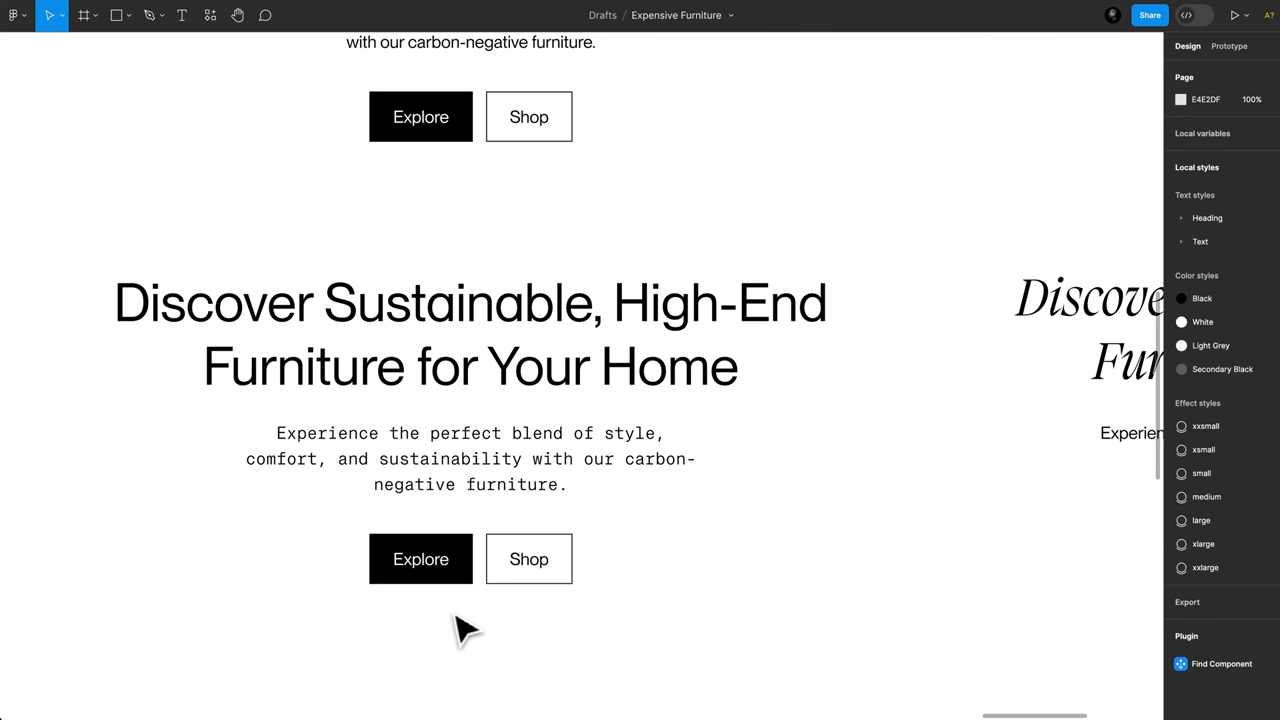 Drafts / Expensive Furniture
Share
A?
Design Prototype
Page
E4E2DF 100%
Local variables
Local styles
Text styles
Heading
Text
Color styles
Black
White
Light Grey
Secondary Black
Effect styles
xxsmall
xsmall
small
medium
large
xlarge
xxlarge
Export
Plugin
Find Component
with our carbon-negative furniture.
Explore Shop
Discover Sustainable, High-End
Furniture for Your Home
Experience the perfect blend of style,
comfort, and sustainability with our carbon-
negative furniture.
Explore Shop
Discove
Fur
Experien